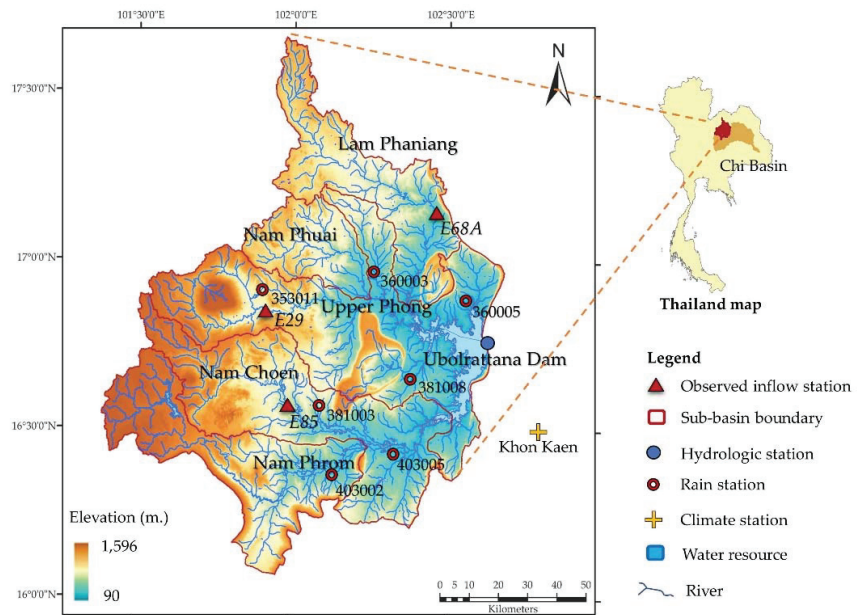 101°30'0"E
102°0'0"E
102°30'0"E
17°30'0"N
17°0'0"N
16°30'0"N
16°0'0"N
N
Lam Phaniang
E68A
Nam Phuai
360003
353011
E29
Upper Phong
360005
Ubolrattana Dam
Nam Choen
381008
381003
E85
Khon Kaen
403005
Nam Phrom
403002
Elevation (m.)
1,596
90
0 5 10 20 30 40 50
Kilometers
Chi Basin
Thailand map
Legend
Observed inflow station
Sub-basin boundary
Hydrologic station
Rain station
Climate station
Water resource
River